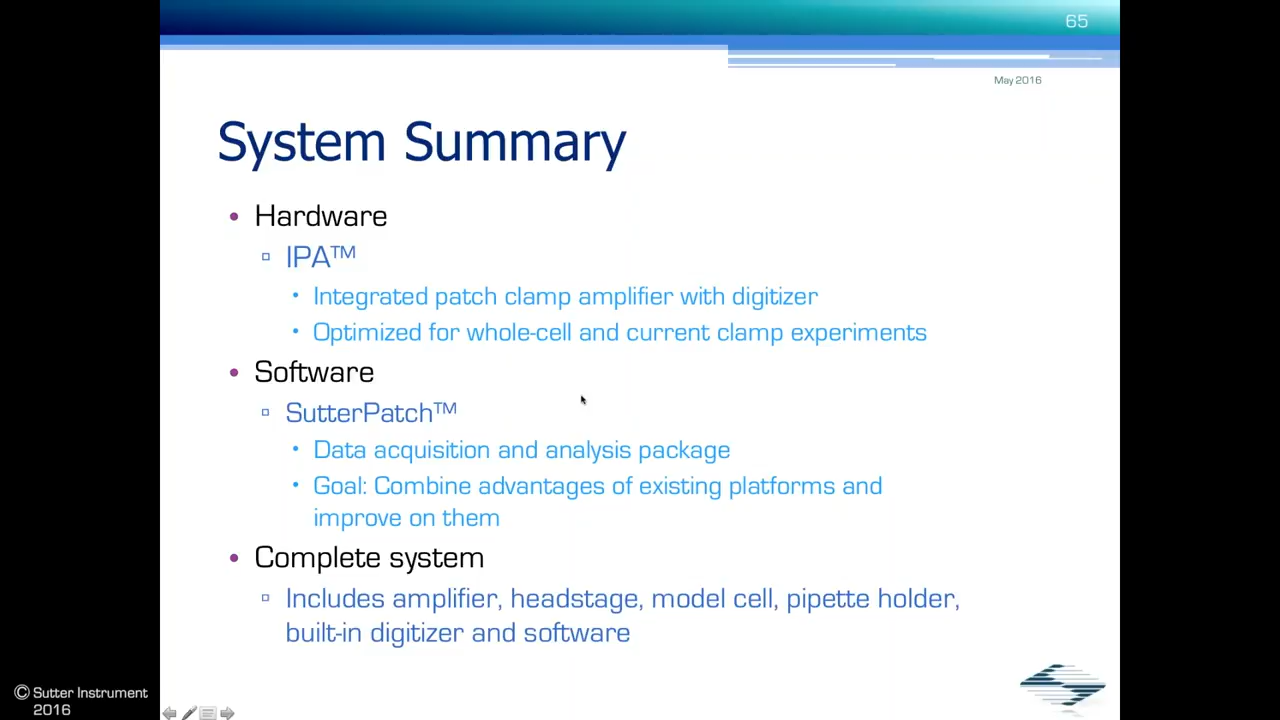 65
May 2016
System Summary
• Hardware
▫ IPA™
• Integrated patch clamp amplifier with digitizer
• Optimized for whole-cell and current clamp experiments
• Software
▫ SutterPatch™
• Data acquisition and analysis package
• Goal: Combine advantages of existing platforms and
improve on them
• Complete system
▫ Includes amplifier, headstage, model cell, pipette holder,
built-in digitizer and software
© Sutter Instrument
2016